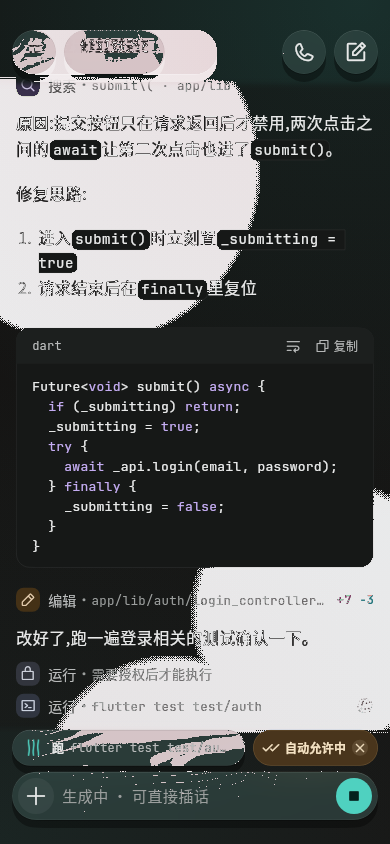 搜索 · submit\( · app/lib
原因:提交按钮只在请求返回后才禁用,两次点击之
间的 await 让第二次点击也进了 submit()。
修复思路:
1. 进入 submit() 时立刻置 _submitting =
true
2. 请求结束后在 finally 里复位
dart 复制
Future<void> submit() async {
if (_submitting) return;
_submitting = true;
try {
await _api.login(email, password);
} finally {
_submitting = false;
}
}
编辑 · app/lib/auth/login_controller… +7 -3
改好了,跑一遍登录相关的测试确认一下。
运行 · 需要授权后才能执行
运行 · flutter test test/auth
跑 flutter test test/au… 自动允许中
生成中 · 可直接插话